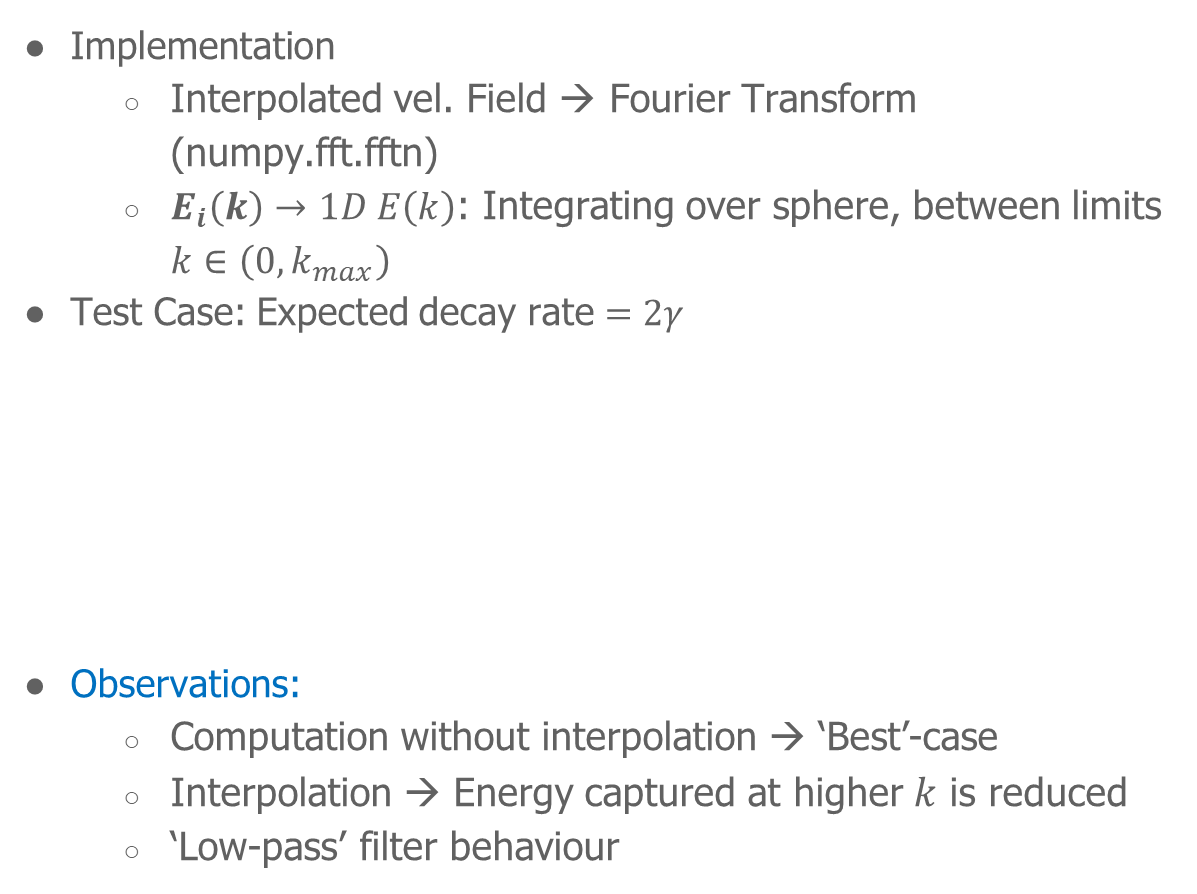 ● Implementation
○ Interpolated vel. Field → Fourier Transform
(numpy.fft.fftn)
○ 𝑬ᵢ(𝒌) → 1𝐷 𝐸(𝑘): Integrating over sphere, between limits
𝑘 ∈ (0, 𝑘ₘₐₓ)
● Test Case: Expected decay rate = 2𝛾
● Observations:
○ Computation without interpolation → ‘Best’-case
○ Interpolation → Energy captured at higher 𝑘 is reduced
○ ‘Low-pass’ filter behaviour